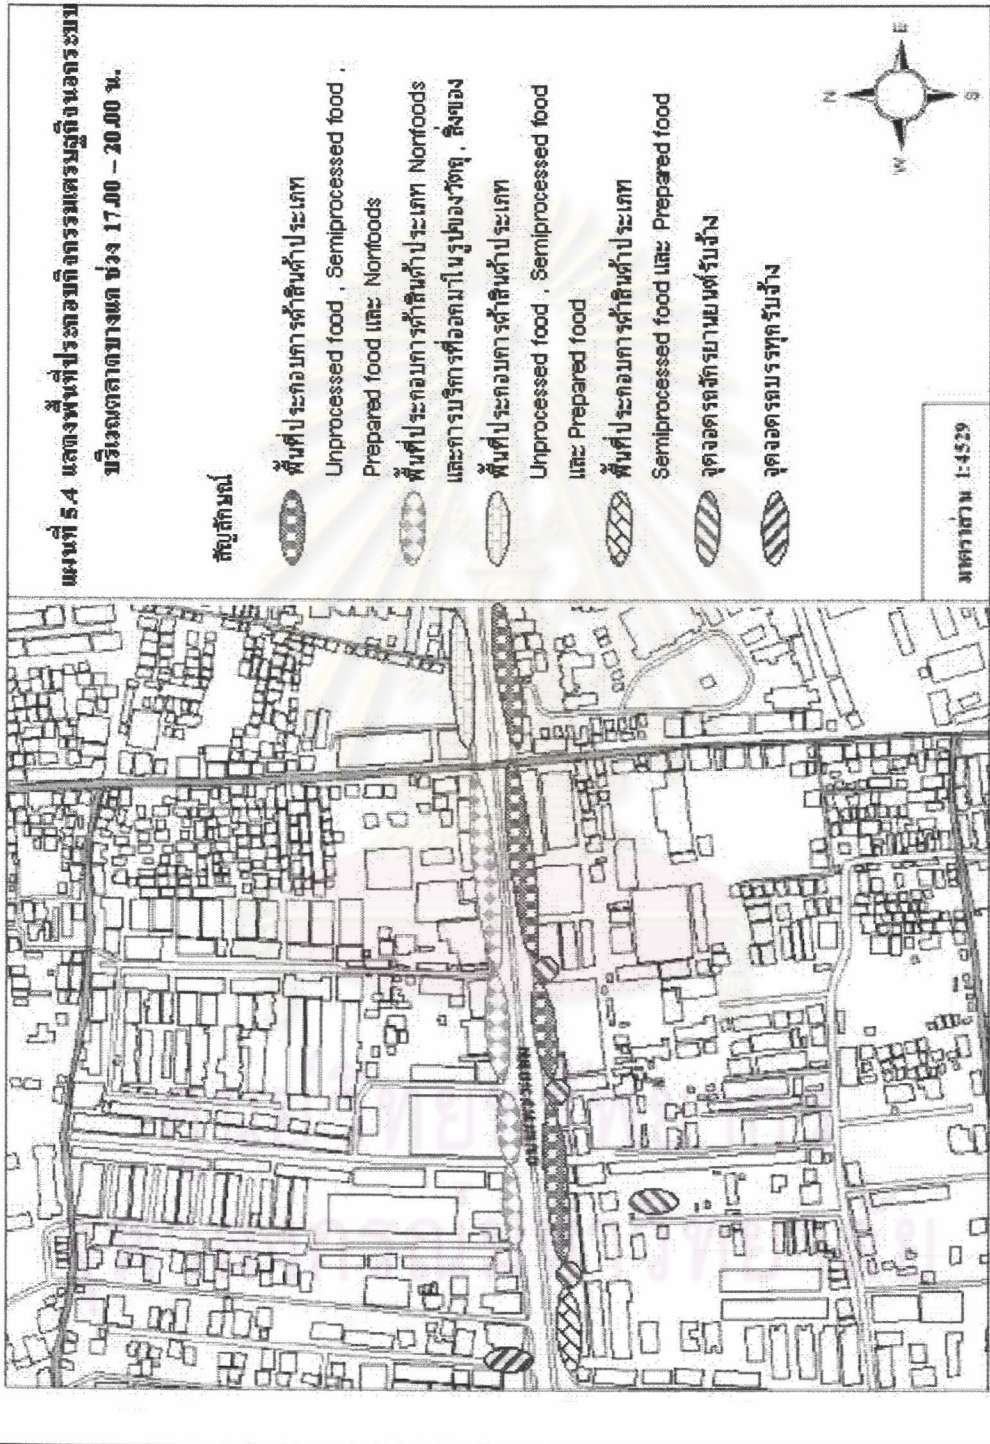 แผนที่ 5.4 แสดงพื้นที่ประกอบกิจกรรมเศรษฐกิจนอกระบบ
บริเวณตลาดบางแค ช่วง 17.00 – 20.00 น.
สัญลักษณ์
พื้นที่ประกอบการค้าสินค้าประเภท
Unprocessed food , Semiprocessed food ,
Prepared food และ Nonfoods
พื้นที่ประกอบการค้าสินค้าประเภท Nonfoods
และการบริการที่ออกมาในรูปของวัตถุ , สิ่งของ
พื้นที่ประกอบการค้าสินค้าประเภท
Unprocessed food , Semiprocessed food
และ Prepared food
พื้นที่ประกอบการค้าสินค้าประเภท
Semiprocessed food และ Prepared food
จุดจอดรถจักรยานยนต์รับจ้าง
จุดจอดรถบรรทุกรับจ้าง
N
E
S
W
มาตราส่วน 1:4529